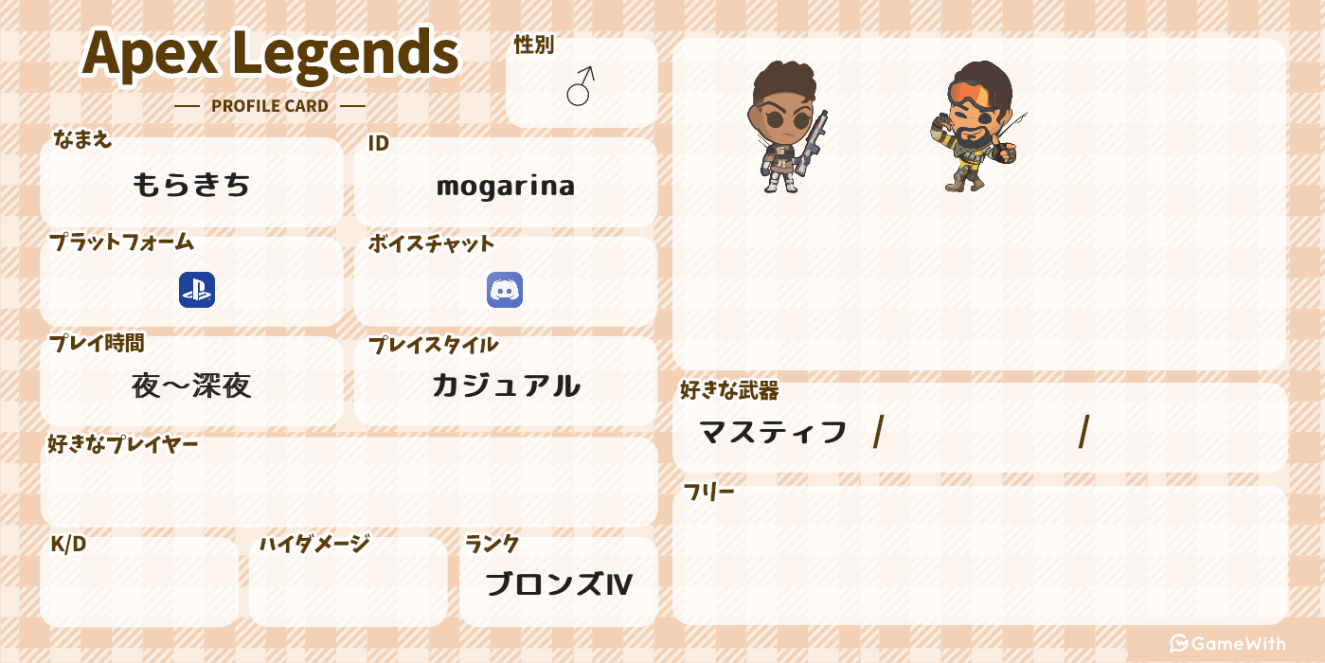 Apex Legends
PROFILE CARD
性別
♂
なまえ
もらきち
ID
mogarina
プラットフォーム
ボイスチャット
プレイ時間
夜〜深夜
プレイスタイル
カジュアル
好きなプレイヤー
K/D
ハイダメージ
ランク
ブロンズⅣ
好きな武器
マスティフ / /
フリー
GameWith